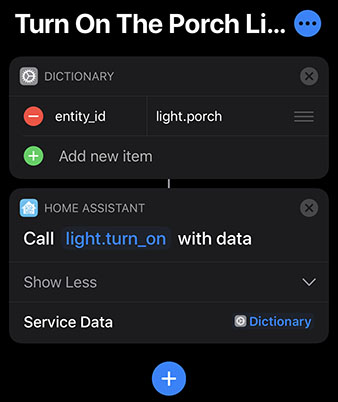 Turn On The Porch Li...
DICTIONARY
entity_id light.porch
Add new item
HOME ASSISTANT
Call light.turn_on with data
Show Less
Service Data Dictionary